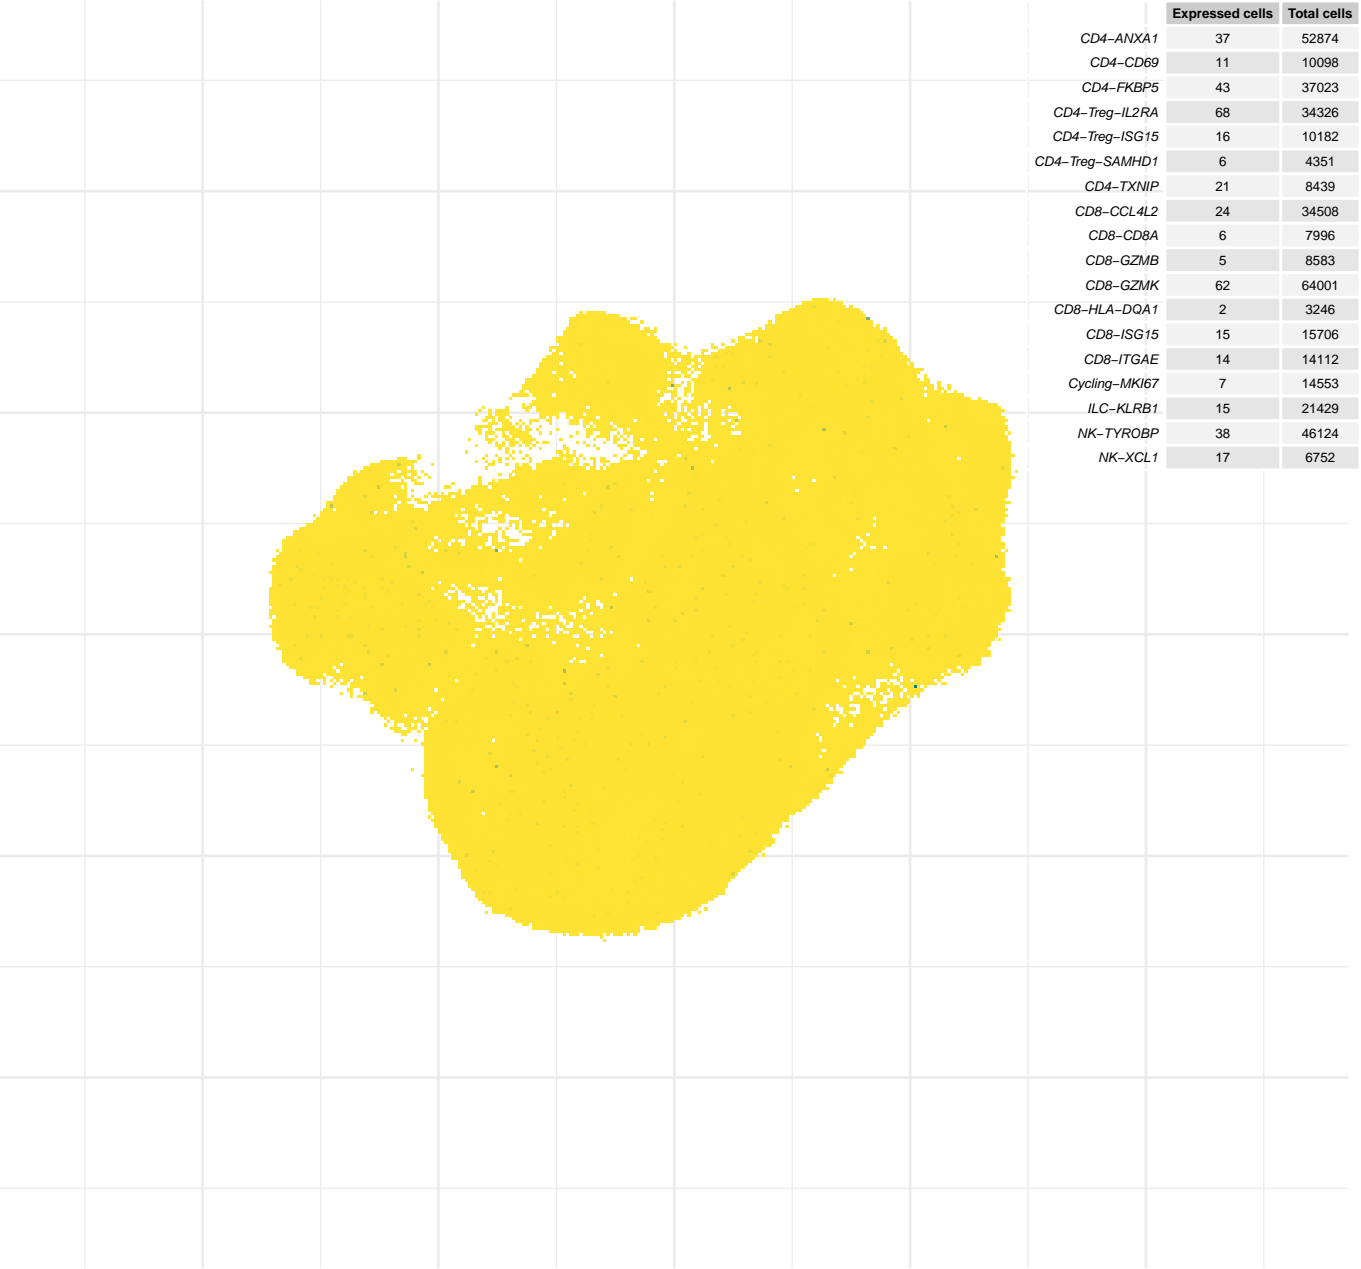 Expressed cells Total cells
CD4−ANXA1 37 52874
CD4−CD69 11 10098
CD4−FKBP5 43 37023
CD4−Treg−IL2RA 68 34326
CD4−Treg−ISG15 16 10182
CD4−Treg−SAMHD1 6 4351
CD4−TXNIP 21 8439
CD8−CCL4L2 24 34508
CD8−CD8A 6 7996
CD8−GZMB 5 8583
CD8−GZMK 62 64001
CD8−HLA−DQA1 2 3246
CD8−ISG15 15 15706
CD8−ITGAE 14 14112
Cycling−MKI67 7 14553
ILC−KLRB1 15 21429
NK−TYROBP 38 46124
NK−XCL1 17 6752